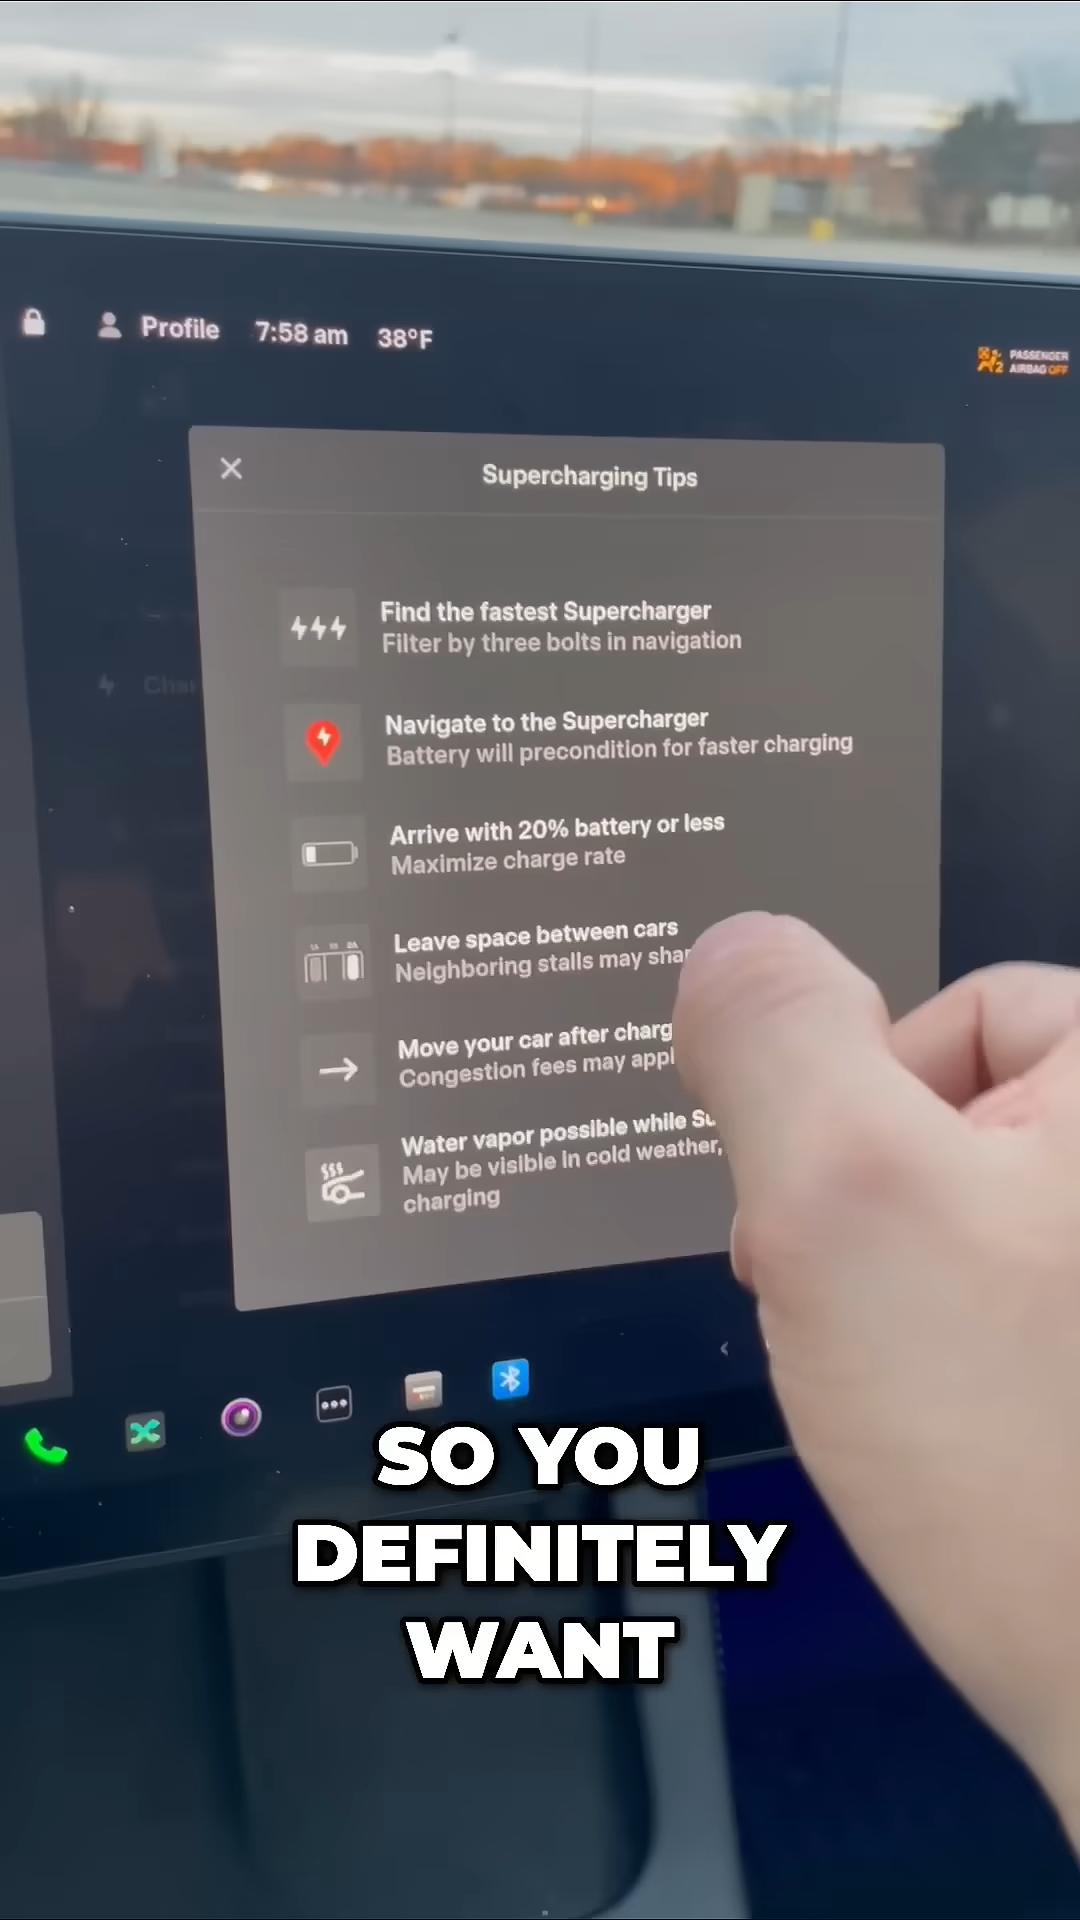 Profile 7:58 am 38°F
PASSENGER
AIRBAG OFF
Supercharging Tips
Find the fastest Supercharger
Filter by three bolts in navigation
Navigate to the Supercharger
Battery will precondition for faster charging
Arrive with 20% battery or less
Maximize charge rate
Leave space between cars
Neighboring stalls may
Move your car after
Congestion fees may
Water vapor possible while
May be visible in cold weather,
charging
SO YOU
DEFINITELY
WANT